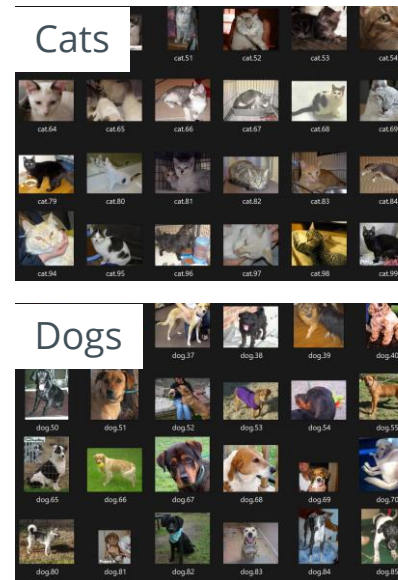 Cats
cat.51 cat.52 cat.53 cat.54
cat.64 cat.65 cat.66 cat.67 cat.68 cat.69
cat.79 cat.80 cat.81 cat.82 cat.83 cat.84
cat.94 cat.95 cat.96 cat.97 cat.98 cat.99
Dogs
dog.37 dog.38 dog.39 dog.40
dog.50 dog.51 dog.52 dog.53 dog.54 dog.55
dog.65 dog.66 dog.67 dog.68 dog.69 dog.70
dog.80 dog.81 dog.82 dog.83 dog.84 dog.85